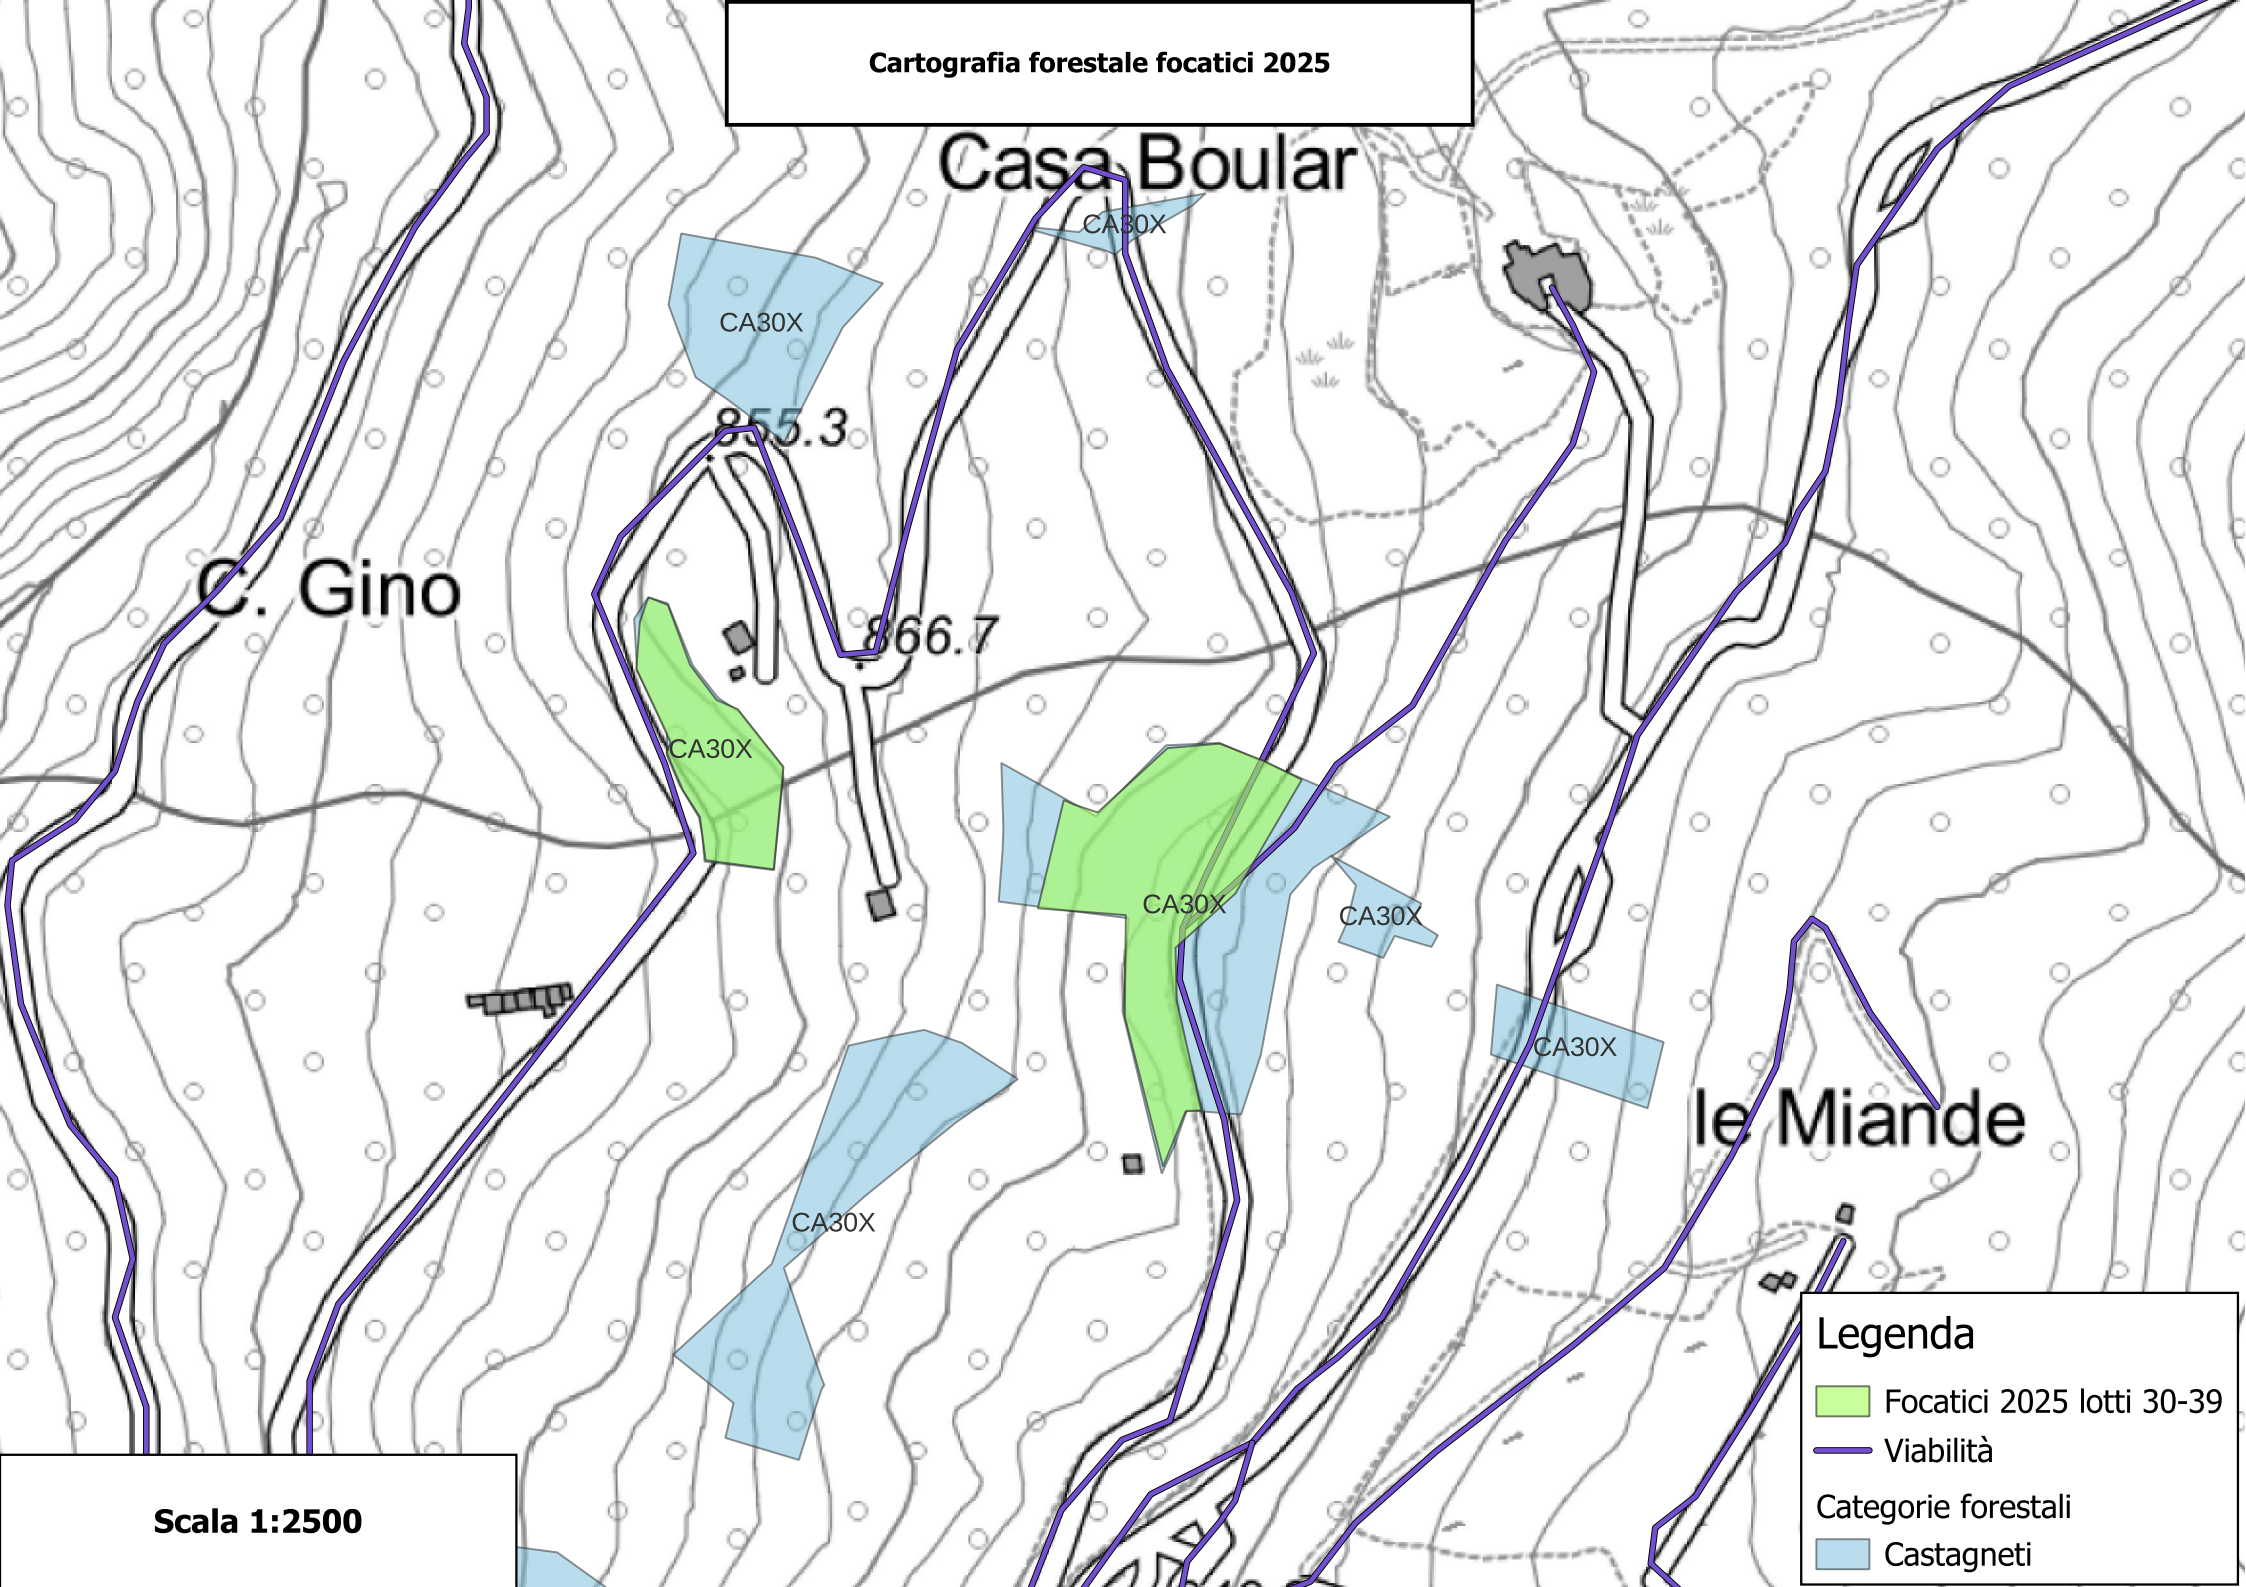 Cartografia forestale focatici 2025
Casa Boular
CA30X
CA30X
855.3
C. Gino
866.7
CA30X
CA30X
CA30X
CA30X
le Miande
CA30X
Legenda
Focatici 2025 lotti 30-39
Viabilità
Categorie forestali
Castagneti
Scala 1:2500